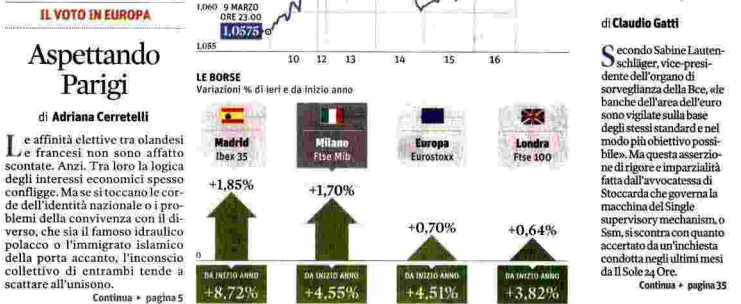 IL VOTO IN EUROPA
Aspettando
Parigi
di Adriana Cerretelli
Le affinità elettive tra olandesi
e francesi non sono affatto
scontate. Anzi. Tra loro la logica
degli interessi economici spesso
confligge. Ma se si toccano le cor-
de dell'identità nazionale o i pro-
blemi della convivenza con il di-
verso, che sia il famoso idraulico
polacco o l'immigrato islamico
della porta accanto, l'inconscio
collettivo di entrambi tende a
scattare all'unisono.
Continua • pagina 5
1,060
9 MARZO
ORE 23.00
1,0575
1,055
10 12 13 14 15 16
LE BORSE
Variazioni % di ieri e da inizio anno
Madrid
Ibex 35
+1,85%
DA INIZIO ANNO
+8,72%
Milano
Ftse Mib
+1,70%
DA INIZIO ANNO
+4,55%
Europa
Eurostoxx
+0,70%
DA INIZIO ANNO
+4,51%
Londra
Ftse 100
+0,64%
DA INIZIO ANNO
+3,82%
0
di Claudio Gatti
Secondo Sabine Lauten-
schläger, vice-presi-
dente dell'organo di
sorveglianza della Bce, «le
banche dell'area dell'euro
sono vigilate sulla base
degli stessi standard e nel
modo più obiettivo possi-
bile». Ma questa asserzio-
ne di rigore e imparzialità
fatta dall'avvocatessa di
Stoccarda che governa la
macchina del Single
supervisory mechanism, o
Ssm, si scontra con quanto
accertato da un'inchiesta
condotta negli ultimi mesi
da Il Sole 24 Ore.
Continua • pagina 35